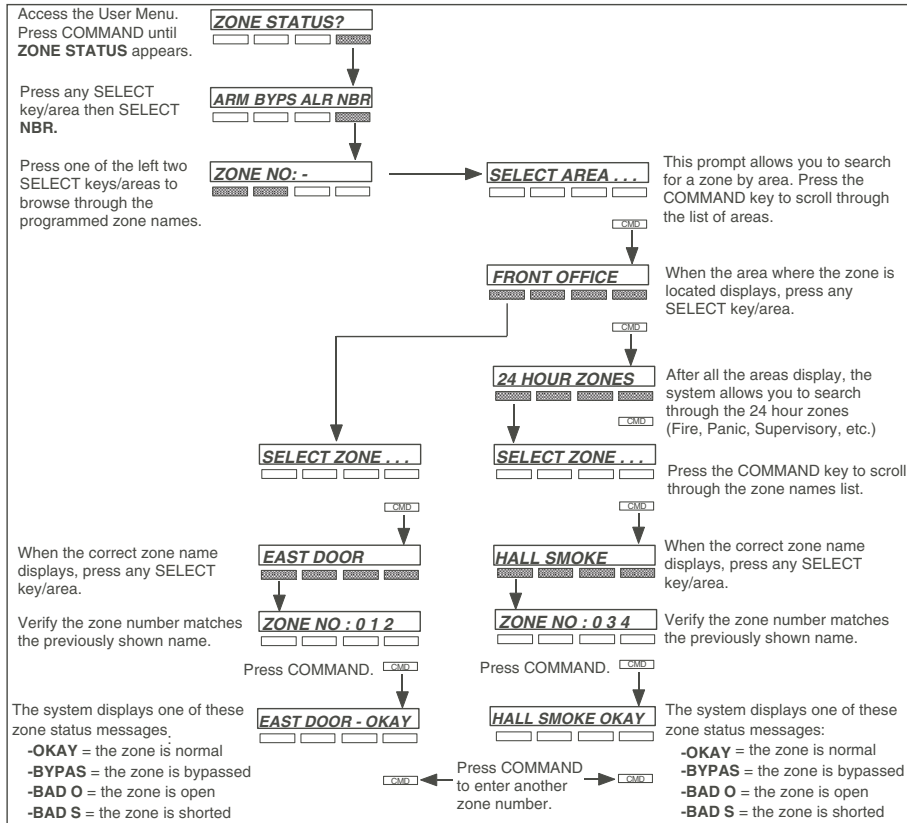 Access the User Menu.
Press COMMAND until
ZONE STATUS appears.
ZONE STATUS?
Press any SELECT
key/area then SELECT
NBR.
ARM BYPS ALR NBR
Press one of the left two
SELECT keys/areas to
browse through the
programmed zone names.
ZONE NO: -
SELECT AREA . . .
This prompt allows you to search
for a zone by area. Press the
COMMAND key to scroll through
the list of areas.
CMD
FRONT OFFICE
When the area where the zone is
located displays, press any
SELECT key/area.
CMD
24 HOUR ZONES
After all the areas display, the
system allows you to search
through the 24 hour zones
(Fire, Panic, Supervisory, etc.)
CMD
SELECT ZONE . . .
SELECT ZONE . . .
Press the COMMAND key to scroll
through the zone names list.
CMD
CMD
When the correct zone name
displays, press any SELECT
key/area.
EAST DOOR
HALL SMOKE
When the correct zone name
displays, press any SELECT
key/area.
Verify the zone number matches
the previously shown name.
ZONE NO : 0 1 2
ZONE NO : 0 3 4
Verify the zone number matches
the previously shown name.
Press COMMAND. CMD
Press COMMAND. CMD
The system displays one of these
zone status messages
-OKAY = the zone is normal
-BYPAS = the zone is bypassed
-BAD O = the zone is open
-BAD S = the zone is shorted
EAST DOOR - OKAY
HALL SMOKE OKAY
The system displays one of these
zone status messages:
-OKAY = the zone is normal
-BYPAS = the zone is bypassed
-BAD O = the zone is open
-BAD S = the zone is shorted
CMD
Press COMMAND
to enter another
zone number.
CMD